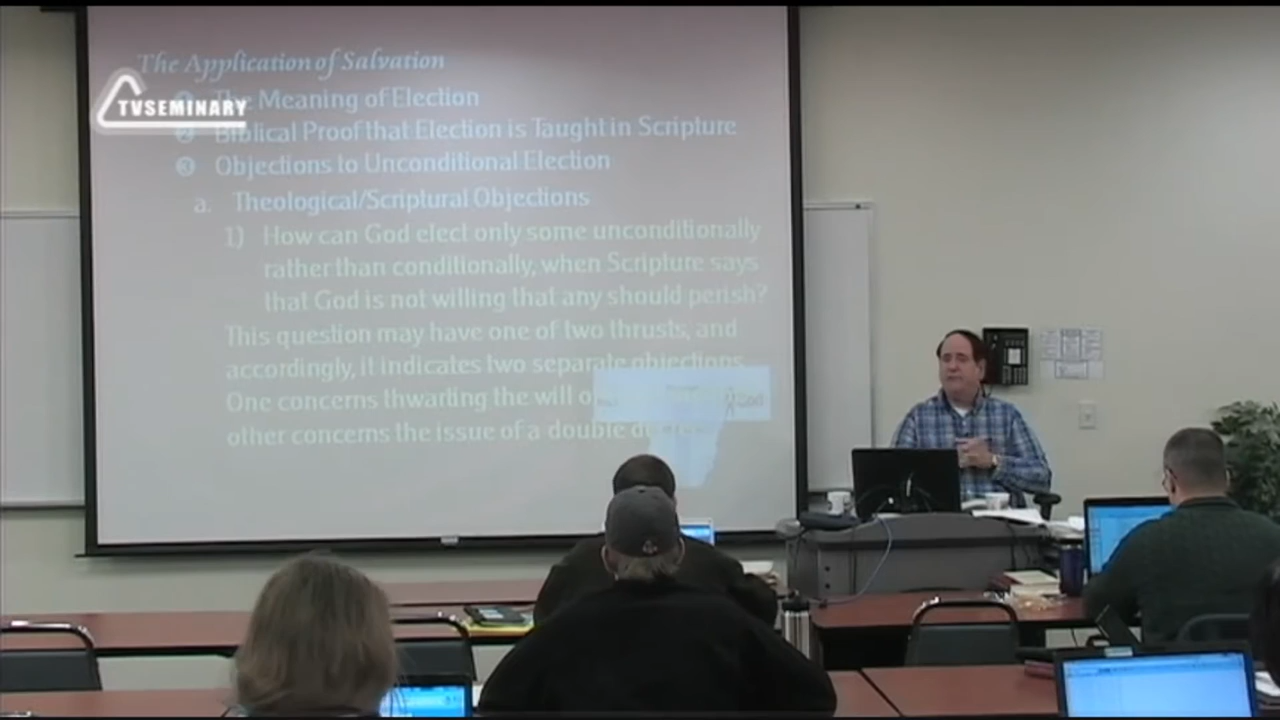 The Application of Salvation
TVSEMINARY
The Meaning of Election
2 Biblical Proof that Election is Taught in Scripture
3 Objections to Unconditional Election
a. Theological/Scriptural Objections
1) How can God elect only some unconditionally
rather than conditionally, when Scripture says
that God is not willing that any should perish?
This question may have one of two thrusts, and
accordingly, it indicates two separate objections.
One concerns thwarting the will o
other concerns the issue of a double